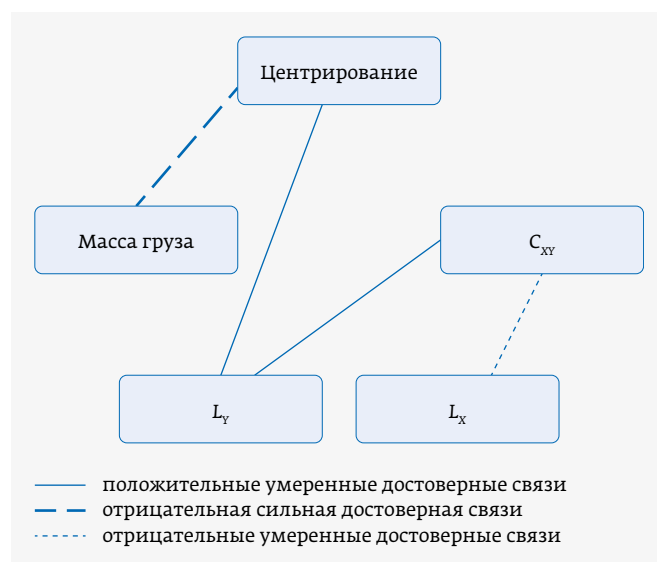 Центрирование
Масса груза
C_XY
L_Y
L_X
положительные умеренные достоверные связи
отрицательная сильная достоверная связи
отрицательные умеренные достоверные связи